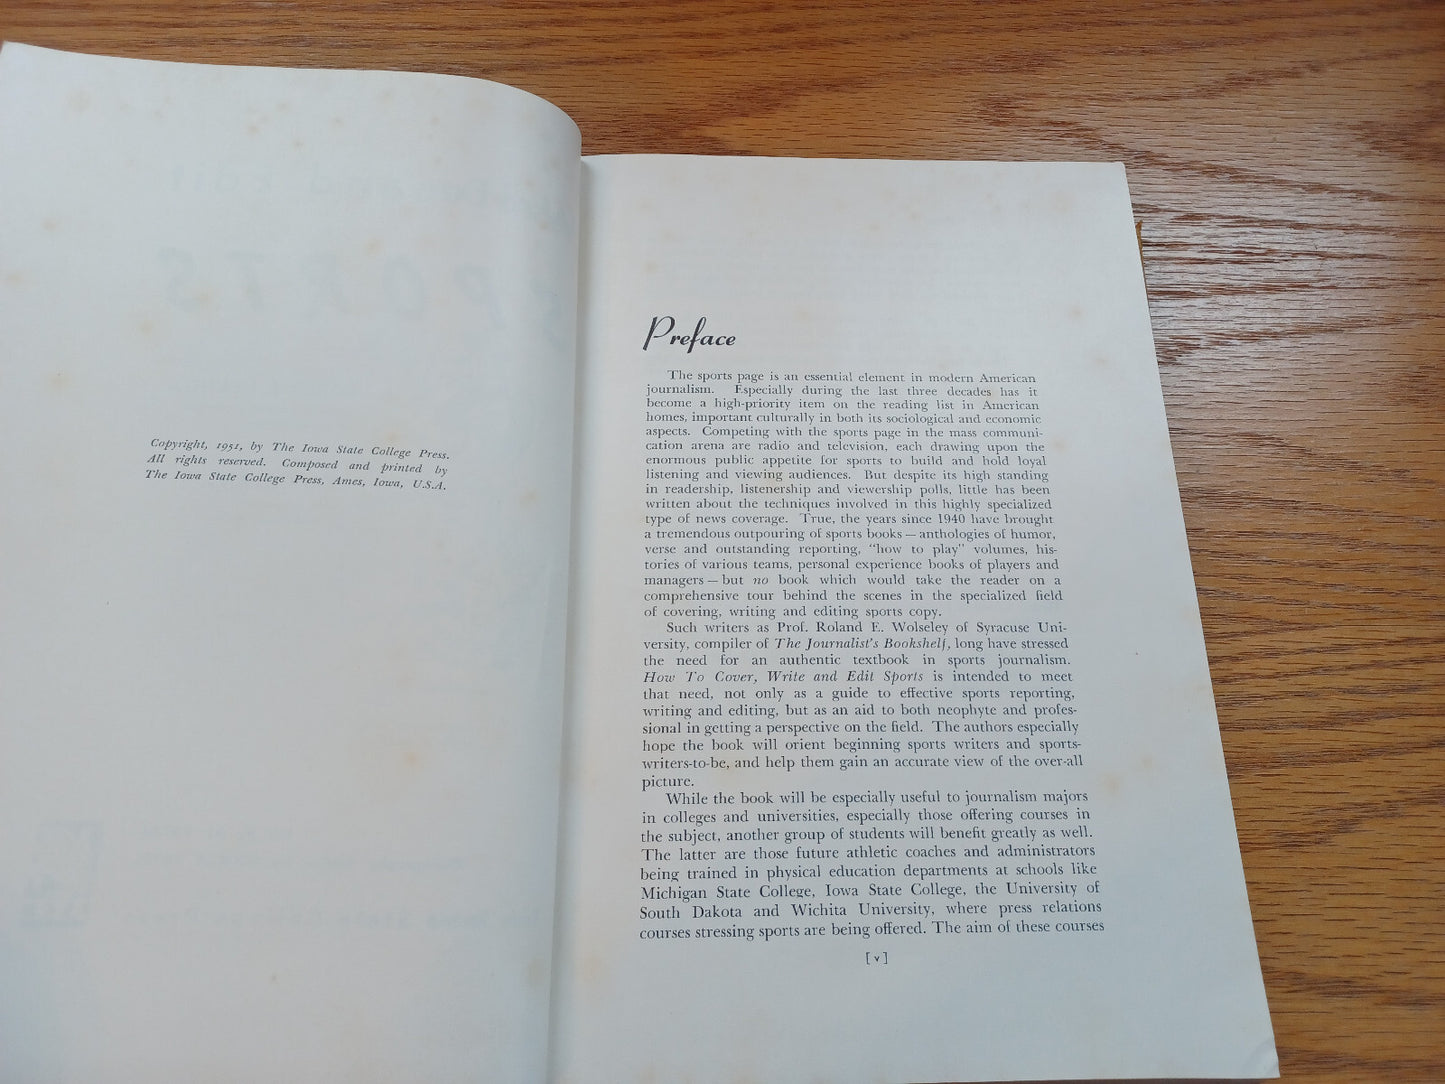 Copyright, 1951, by The Iowa State College Press.
All rights reserved. Composed and printed by
The Iowa State College Press, Ames, Iowa, U.S.A.
Preface
The sports page is an essential element in modern American
journalism. Especially during the last three decades has it
become a high-priority item on the reading list in American
homes, important culturally in both its sociological and economic
aspects. Competing with the sports page in the mass communi-
cation arena are radio and television, each drawing upon the
enormous public appetite for sports to build and hold loyal
listening and viewing audiences. But despite its high standing
in readership, listenership and viewership polls, little has been
written about the techniques involved in this highly specialized
type of news coverage. True, the years since 1940 have brought
a tremendous outpouring of sports books — anthologies of humor,
verse and outstanding reporting, "how to play" volumes, his-
tories of various teams, personal experience books of players and
managers — but no book which would take the reader on a
comprehensive tour behind the scenes in the specialized field
of covering, writing and editing sports copy.
Such writers as Prof. Roland E. Wolseley of Syracuse Uni-
versity, compiler of The Journalist's Bookshelf, long have stressed
the need for an authentic textbook in sports journalism.
How To Cover, Write and Edit Sports is intended to meet
that need, not only as a guide to effective sports reporting,
writing and editing, but as an aid to both neophyte and profes-
sional in getting a perspective on the field. The authors especially
hope the book will orient beginning sports writers and sports-
writers-to-be, and help them gain an accurate view of the over-all
picture.
While the book will be especially useful to journalism majors
in colleges and universities, especially those offering courses in
the subject, another group of students will benefit greatly as well.
The latter are those future athletic coaches and administrators
being trained in physical education departments at schools like
Michigan State College, Iowa State College, the University of
South Dakota and Wichita University, where press relations
courses stressing sports are being offered. The aim of these courses
[ v ]